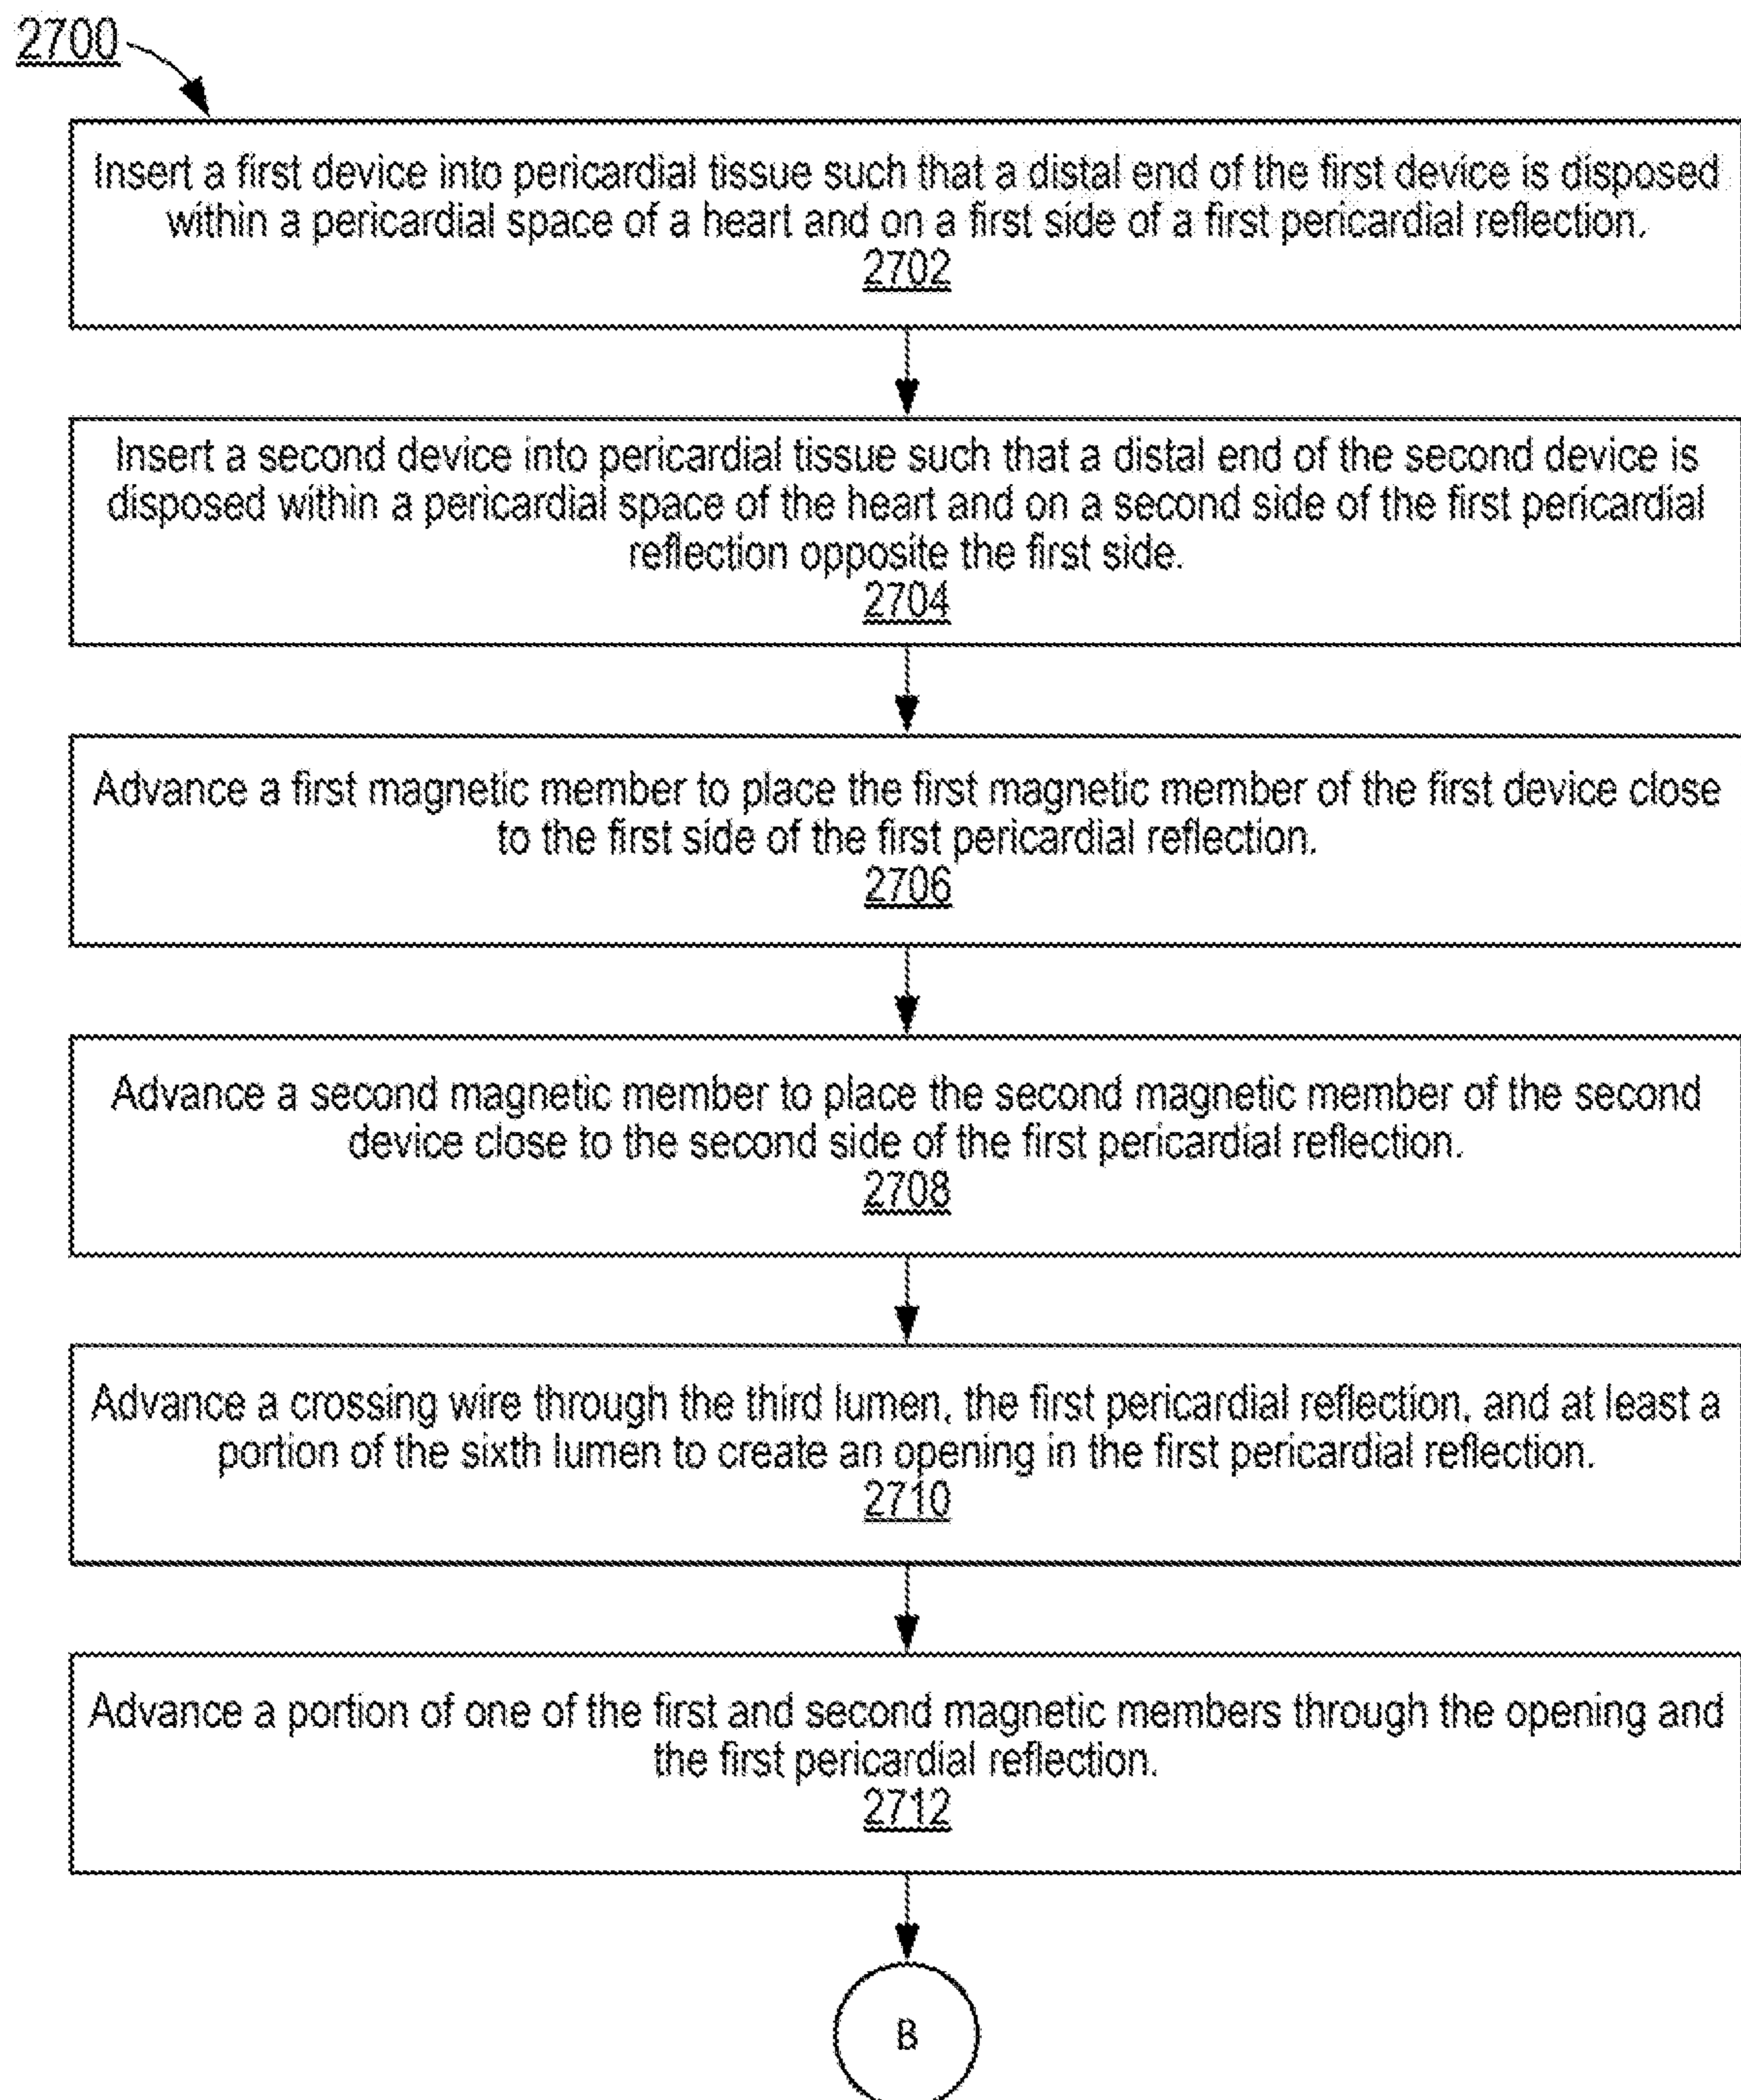 2700
Insert a first device into pericardial tissue such that a distal end of the first device is disposed
within a pericardial space of a heart and on a first side of a first pericardial reflection.
2702
Insert a second device into pericardial tissue such that a distal end of the second device is
disposed within a pericardial space of the heart and on a second side of the first pericardial
reflection opposite the first side.
2704
Advance a first magnetic member to place the first magnetic member of the first device close
to the first side of the first pericardial reflection.
2706
Advance a second magnetic member to place the second magnetic member of the second
device close to the second side of the first pericardial reflection.
2708
Advance a crossing wire through the third lumen, the first pericardial reflection, and at least a
portion of the sixth lumen to create an opening in the first pericardial reflection.
2710
Advance a portion of one of the first and second magnetic members through the opening and
the first pericardial reflection.
2712
B